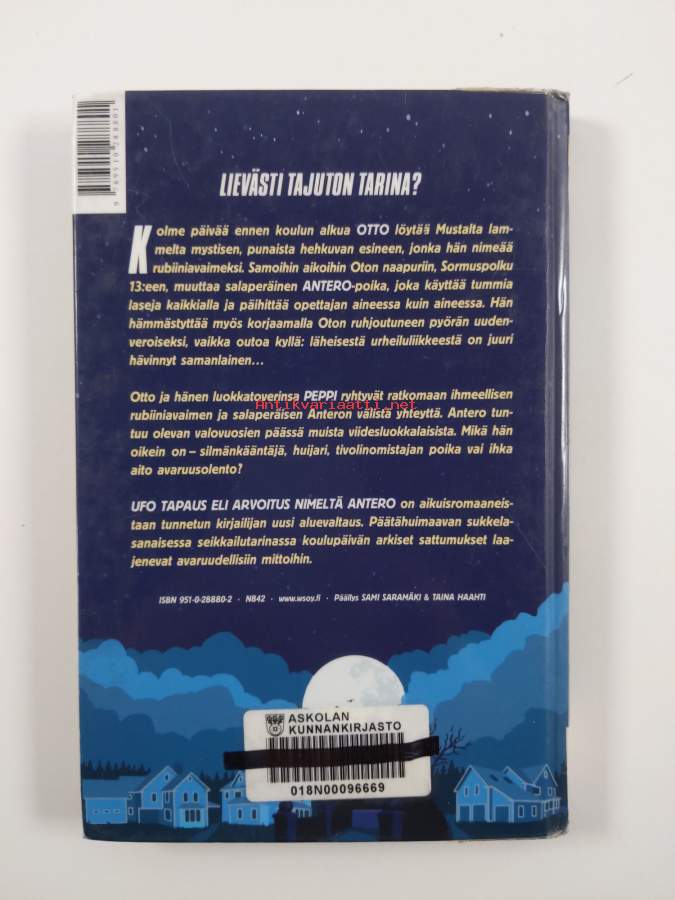 LIEVÄSTI TAJUTON TARINA?
Kolme päivää ennen koulun alkua OTTO löytää Mustalta lam-
melta mystisen, punaista hehkuvan esineen, jonka hän nimeää
rubiiniavaimeksi. Samoihin aikoihin Oton naapuriin, Sormuspolku
13:een, muuttaa salaperäinen ANTERO-poika, joka käyttää tummia
laseja kaikkialla ja päihittää opettajan aineessa kuin aineessa. Hän
hämmästyttää myös korjaamalla Oton ruhjoutuneen pyörän uuden-
veroiseksi, vaikka outoa kyllä: läheisestä urheiluliikkeestä on juuri
hävinnyt samanlainen...
Otto ja hänen luokkatoverinsa PEPPI ryhtyvät ratkomaan ihmeellisen
Antikvariaatti.net
rubiiniavaimen ja salaperäisen Anteron välistä yhteyttä. Antero tun-
tuu olevan valovuosien päässä muista viidesluokkalaisista. Mikä hän
oikein on – silmänkääntäjä, huijari, tivolinomistajan poika vai ihka
aito avaruusolento?
UFO TAPAUS ELI ARVOITUS NIMELTÄ ANTERO on aikuisromaaneis-
taan tunnetun kirjailijan uusi aluevaltaus. Päätähuimaavan sukkela-
sanaisessa seikkailutarinassa koulupäivän arkiset sattumukset laa-
jenevat avaruudellisiin mittoihin.
ISBN 951-0-28880-2 · N842 · www.wsoy.fi · Päällys SAMI SARAMÄKI & TAINA HAAHTI
ASKOLAN
KUNNANKIRJASTO
018N00096669
9 789510 288801